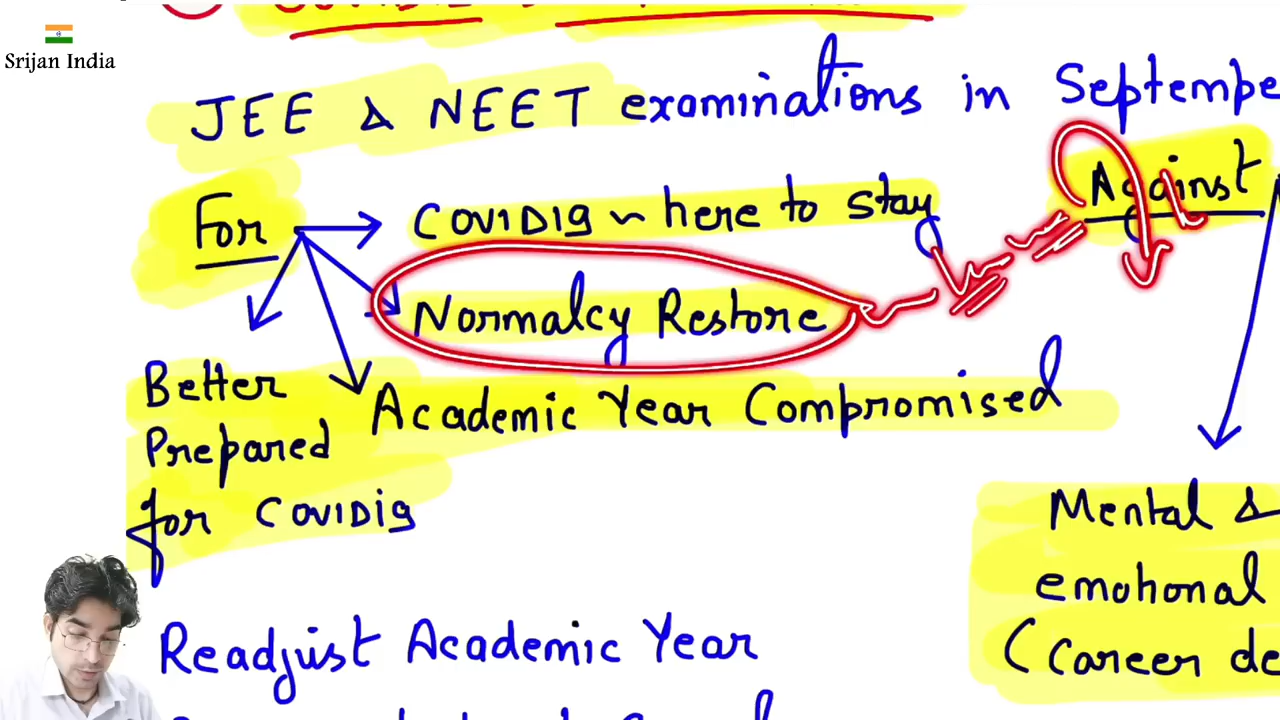 Srijan India
JEE & NEET examinations in Septembe
For
Against
COVID19 ~ here to stay
Normalcy Restore
Academic Year Compromised
Better
Prepared
for COVID19
Mental &
emotional
(Career de
Readjust Academic Year